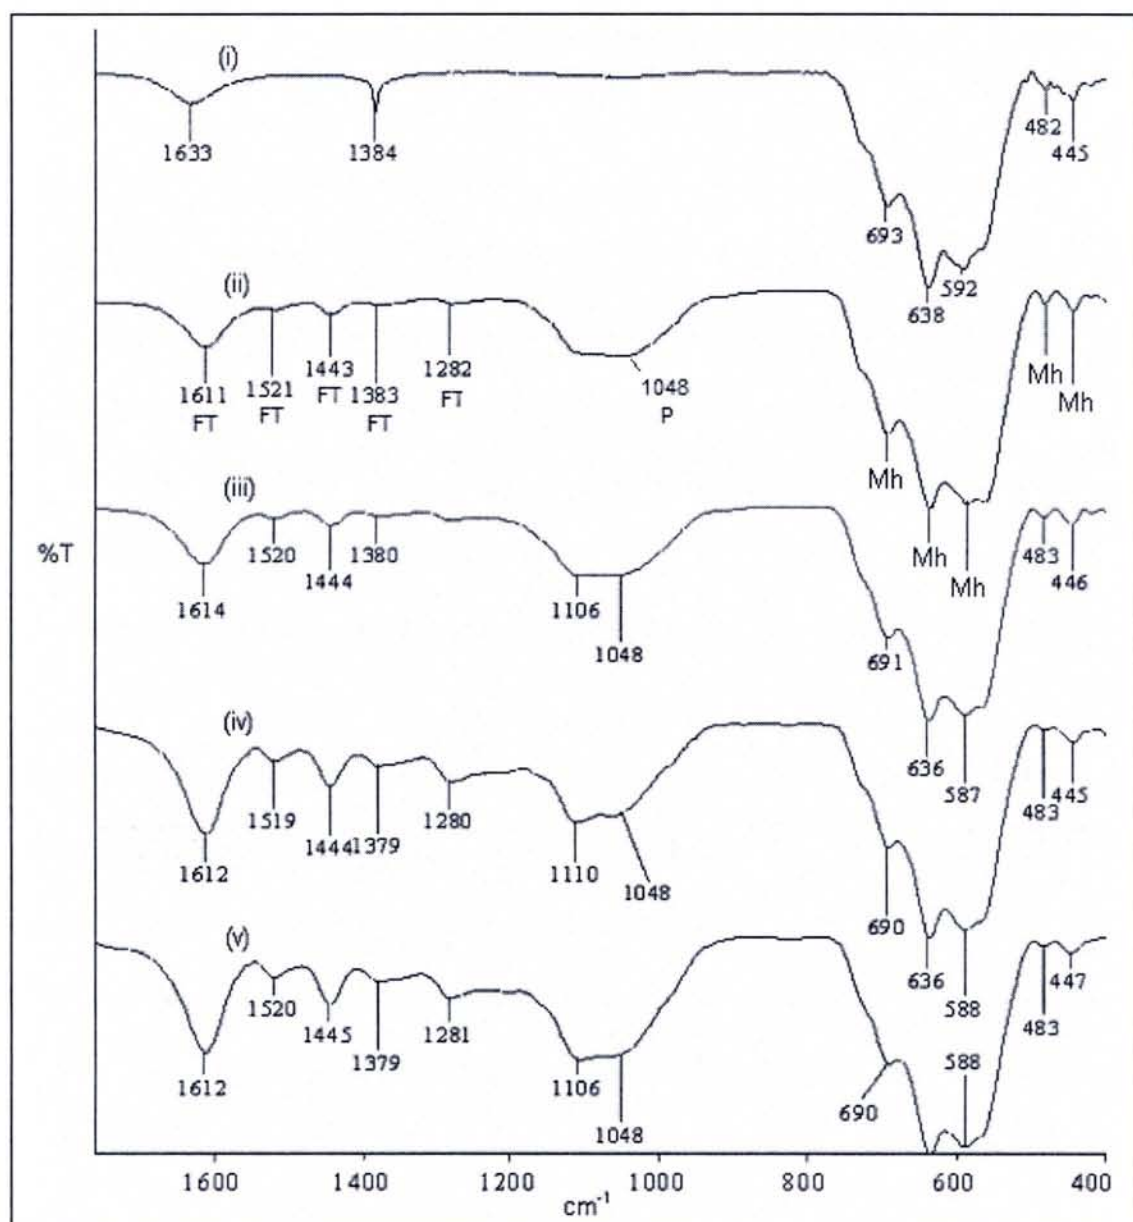 (i)
1633
1384
693
638
592
482
445
(ii)
1611
FT
1521
FT
1443
FT
1383
FT
1282
FT
1048
P
Mh
Mh
Mh
Mh
Mh
(iii)
1614
1520
1444
1380
1106
1048
691
636
587
483
446
%T
(iv)
1612
1519
1444
1379
1280
1110
1048
690
636
588
483
445
(v)
1612
1520
1445
1379
1281
1106
1048
690
588
483
447
1600 1400 1200 1000 800 600 400
cm-1